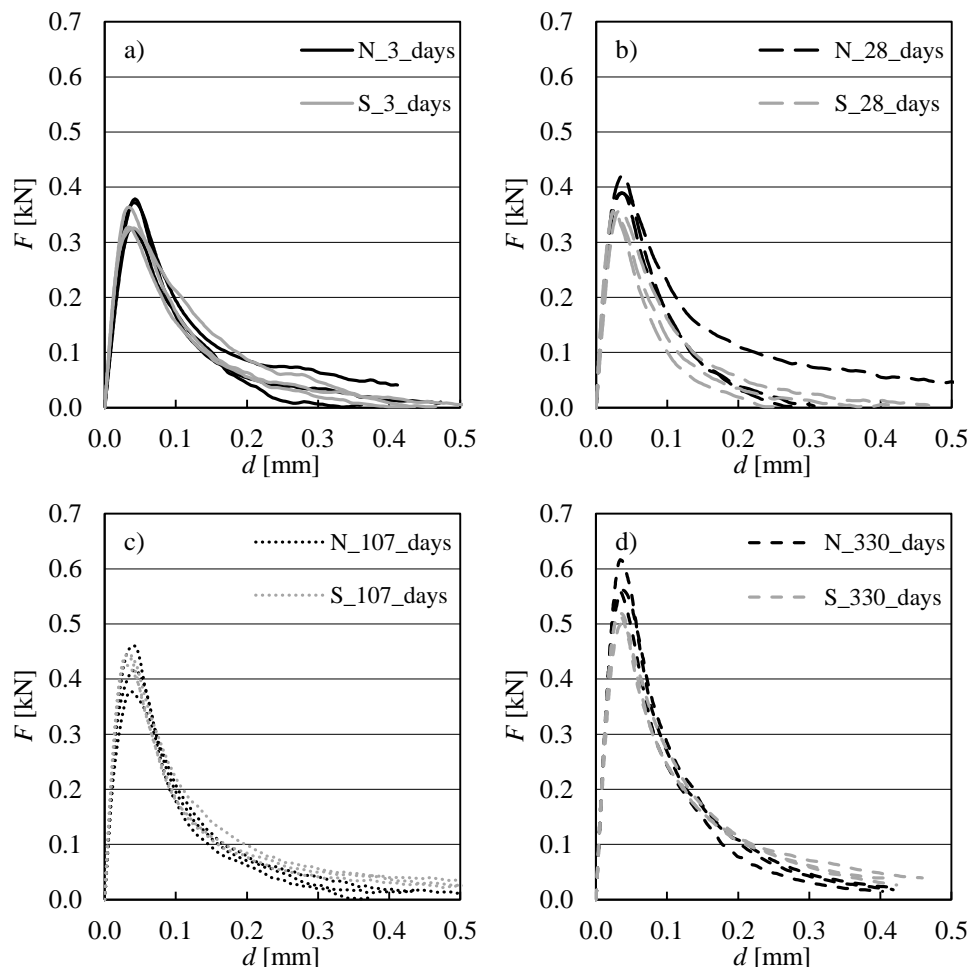 0.7
a)
N_3_days
0.6
S_3_days
0.5
0.4
F [kN]
0.3
0.2
0.1
0.0
0.0 0.1 0.2 0.3 0.4 0.5
d [mm]
0.7
b)
N_28_days
0.6
S_28_days
0.5
0.4
F [kN]
0.3
0.2
0.1
0.0
0.0 0.1 0.2 0.3 0.4 0.5
d [mm]
0.7
c)
N_107_days
0.6
S_107_days
0.5
0.4
F [kN]
0.3
0.2
0.1
0.0
0.0 0.1 0.2 0.3 0.4 0.5
d [mm]
0.7
d)
N_330_days
0.6
S_330_days
0.5
0.4
F [kN]
0.3
0.2
0.1
0.0
0.0 0.1 0.2 0.3 0.4 0.5
d [mm]